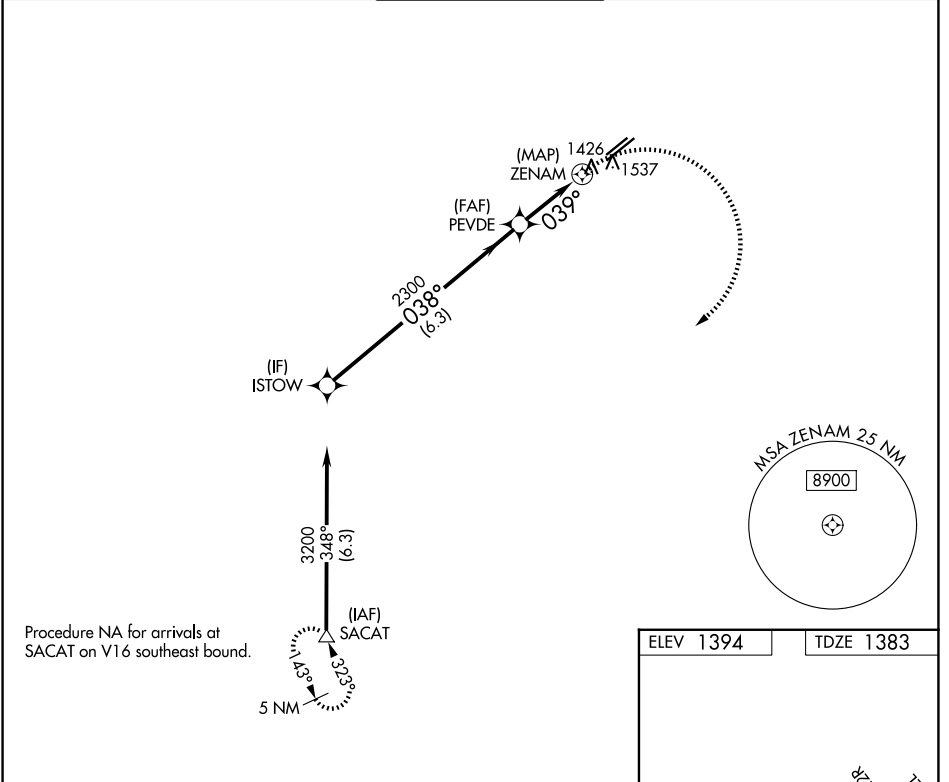 (MAP)
ZENAM
1426
1537
(FAF)
PEVDE
039°
2300
038°
(6.3)
(IF)
ISTOW
MSA ZENAM 25 NM
8900
3200
348°
(6.3)
(IAF)
SACAT
Procedure NA for arrivals at
SACAT on V16 southeast bound.
143°
323°
5 NM
ELEV 1394
TDZE 1383